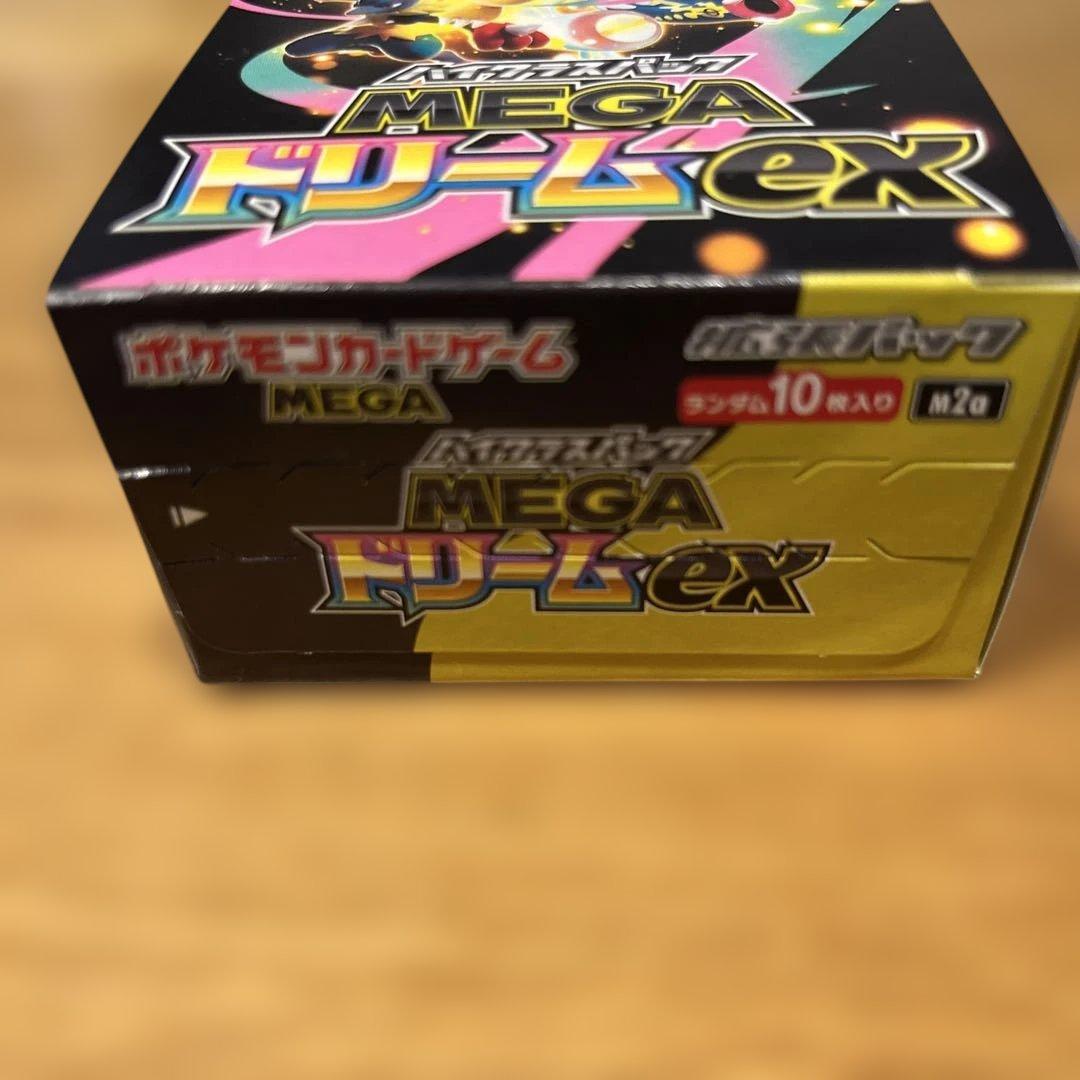 ハイクラスパック
MEGA
ドリームex
ポケモンカードゲーム
MEGA
拡張パック
ランダム10枚入り
M2a
ハイクラスパック
MEGA
ドリームex